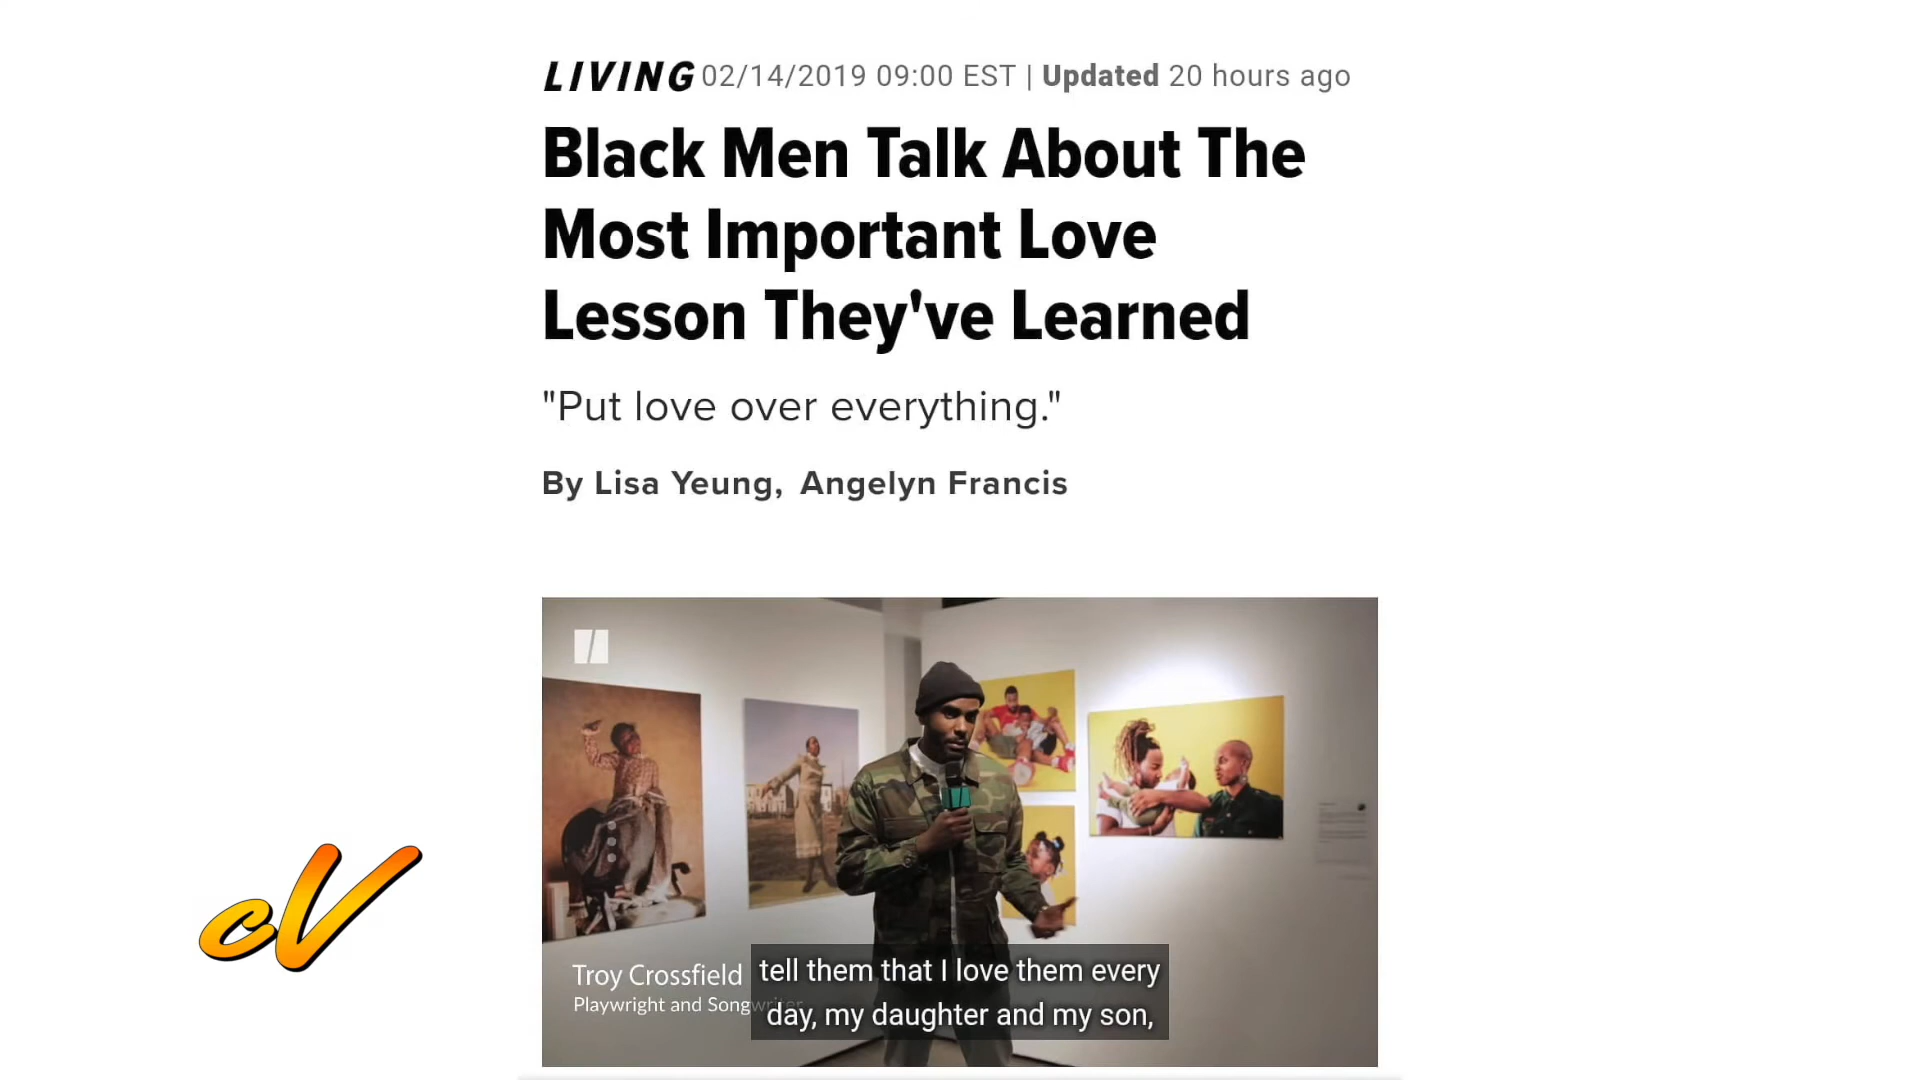 LIVING 02/14/2019 09:00 EST | Updated 20 hours ago
Black Men Talk About The
Most Important Love
Lesson They've Learned
"Put love over everything."
By Lisa Yeung, Angelyn Francis
cV
Troy Crossfield
Playwright and Songwriter
tell them that I love them every
day, my daughter and my son,